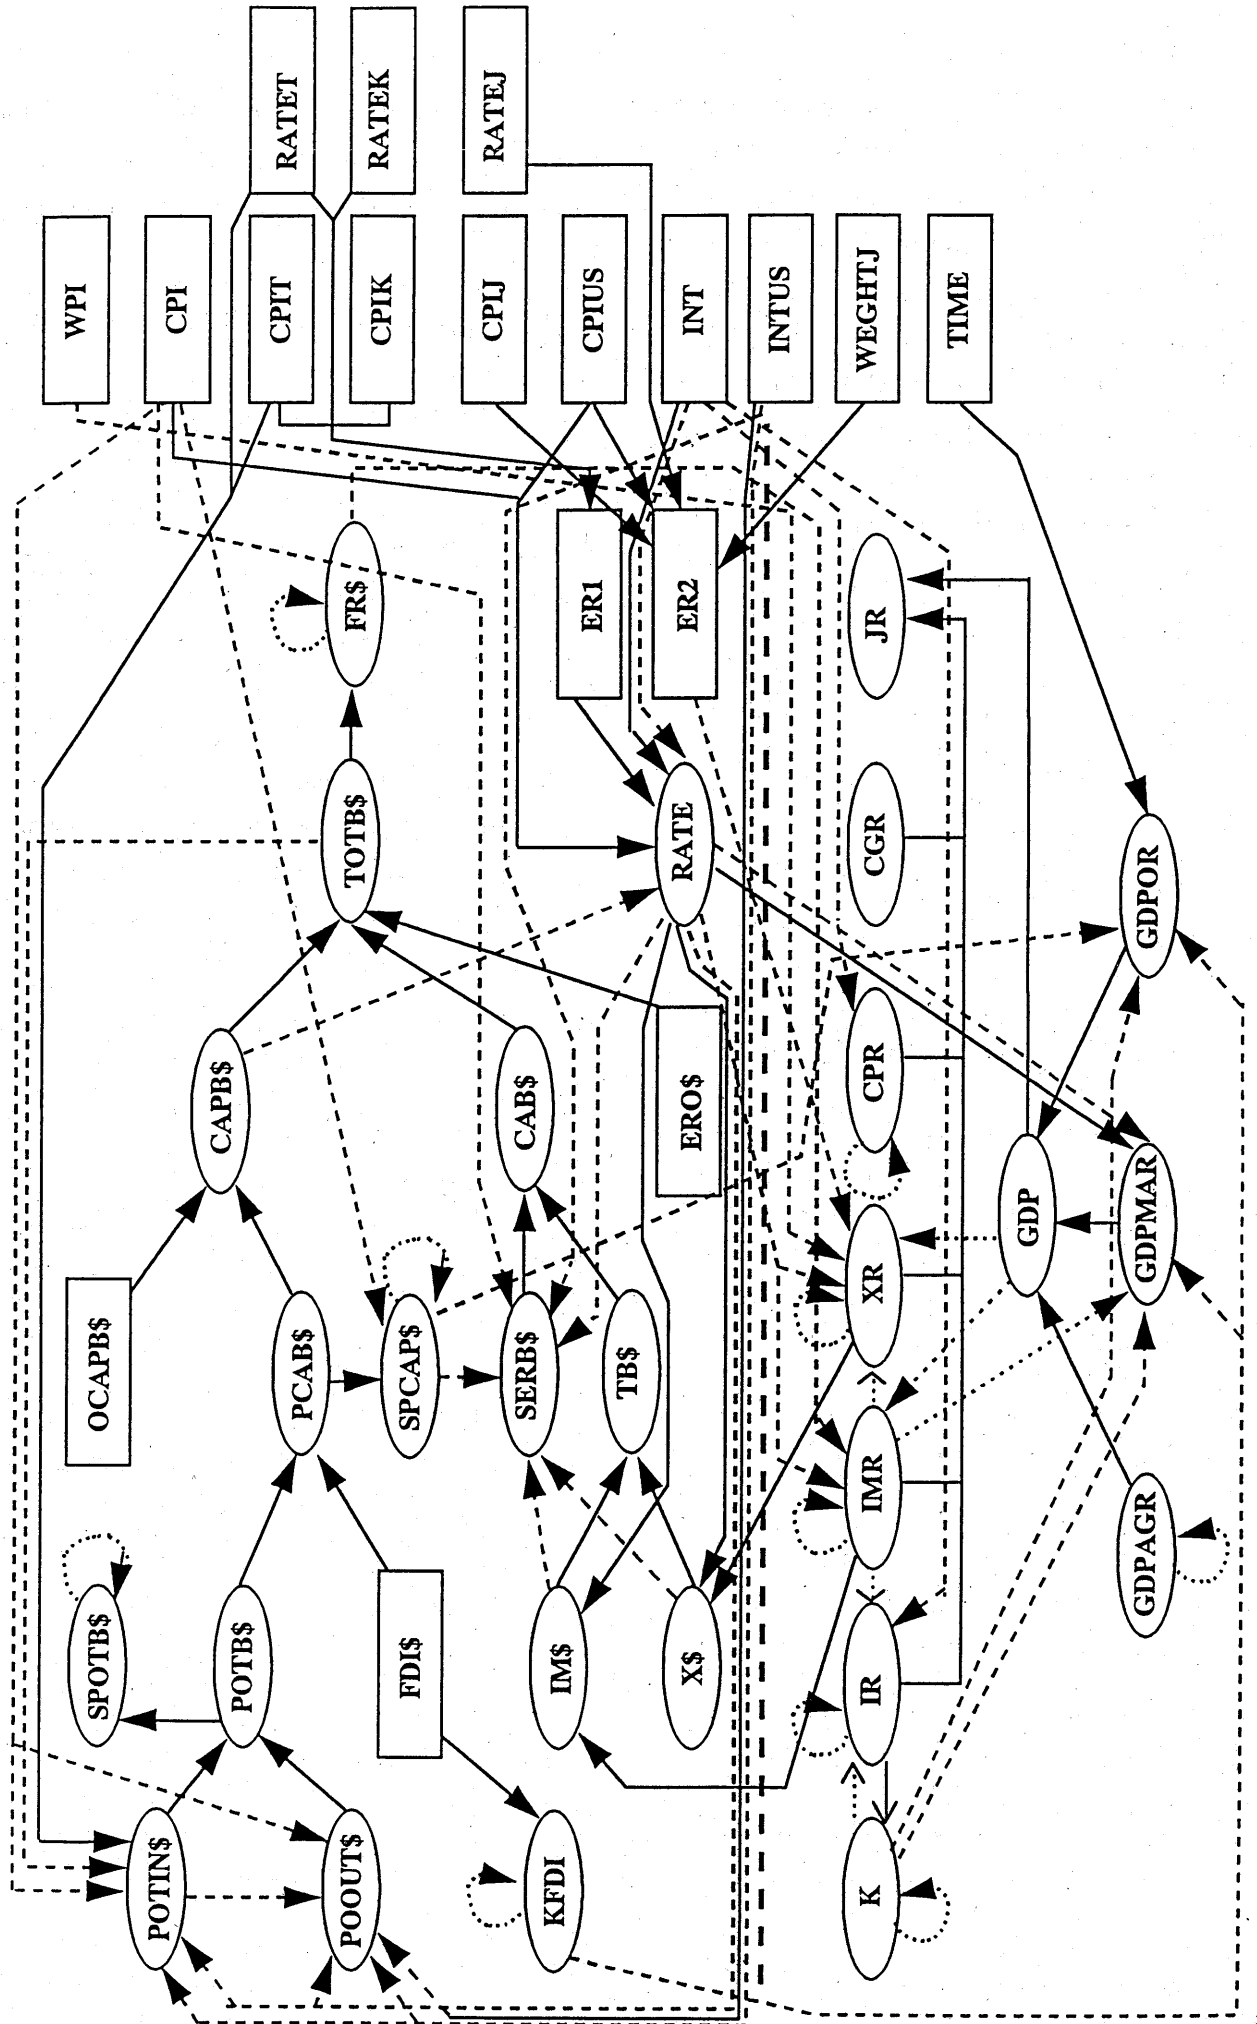 RATET
RATEK
RATEJ
WPI
CPI
CPIT
CPIK
CPIJ
CPIUS
INT
INTUS
WEGHTJ
TIME
FR$
ER1
ER2
JR
TOTB$
RATE
CGR
GDPOR
CAPB$
CAB$
ERO$
CPR
OCAPB$
PCAB$
SPCAP$
SERB$
TB$
XR
GDP
GDPMAR
IMR
SPOTB$
POTB$
FDI$
IM$
X$
IR
GDPAGR
POTIN$
POOUT$
KFDI
K